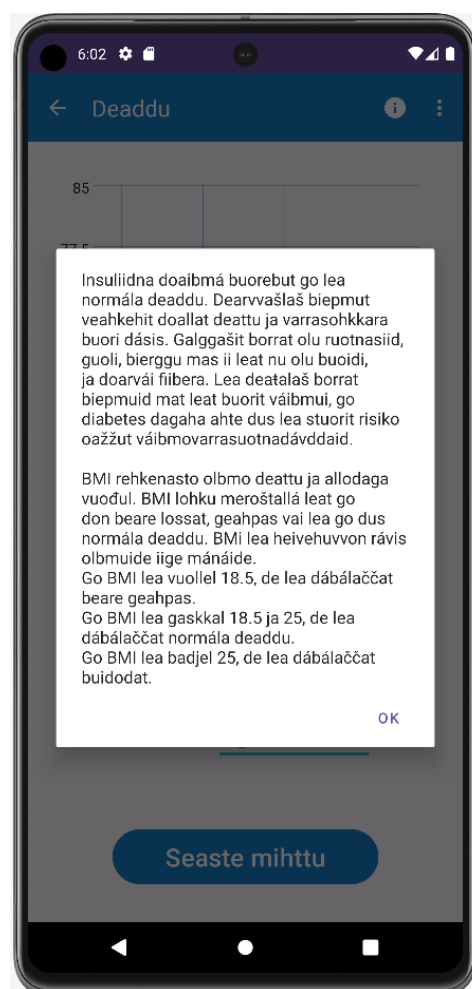 6:02
Deaddu
85
77.5
Insuliidna doaibmá buorebut go lea
normála deaddu. Dearvvašlaš biepmut
veahkehit doallat deattu ja varrasohkkara
buori dásis. Galggašit borrat olu ruotnasiid,
guoli, bierggu mas ii leat nu olu buoidi,
ja doarvái fiibera. Lea deaŧalaš borrat
biepmuid mat leat buorit váibmui, go
diabetes dagaha ahte dus lea stuorit risiko
oažžut váibmovarrasuotnadávddaid.
BMI rehkenasto olbmo deattu ja allodaga
vuođul. BMI lohku meroštallá leat go
don beare lossat, geahpas vai lea go dus
normála deaddu. BMi lea heivehuvvon rávis
olbmuide iige mánáide.
Go BMI lea vuollel 18.5, de lea dábálaččat
beare geahpas.
Go BMI lea gaskkal 18.5 ja 25, de lea
dábálaččat normála deaddu.
Go BMI lea badjel 25, de lea dábálaččat
buidodat.
OK
Seaste mihttu